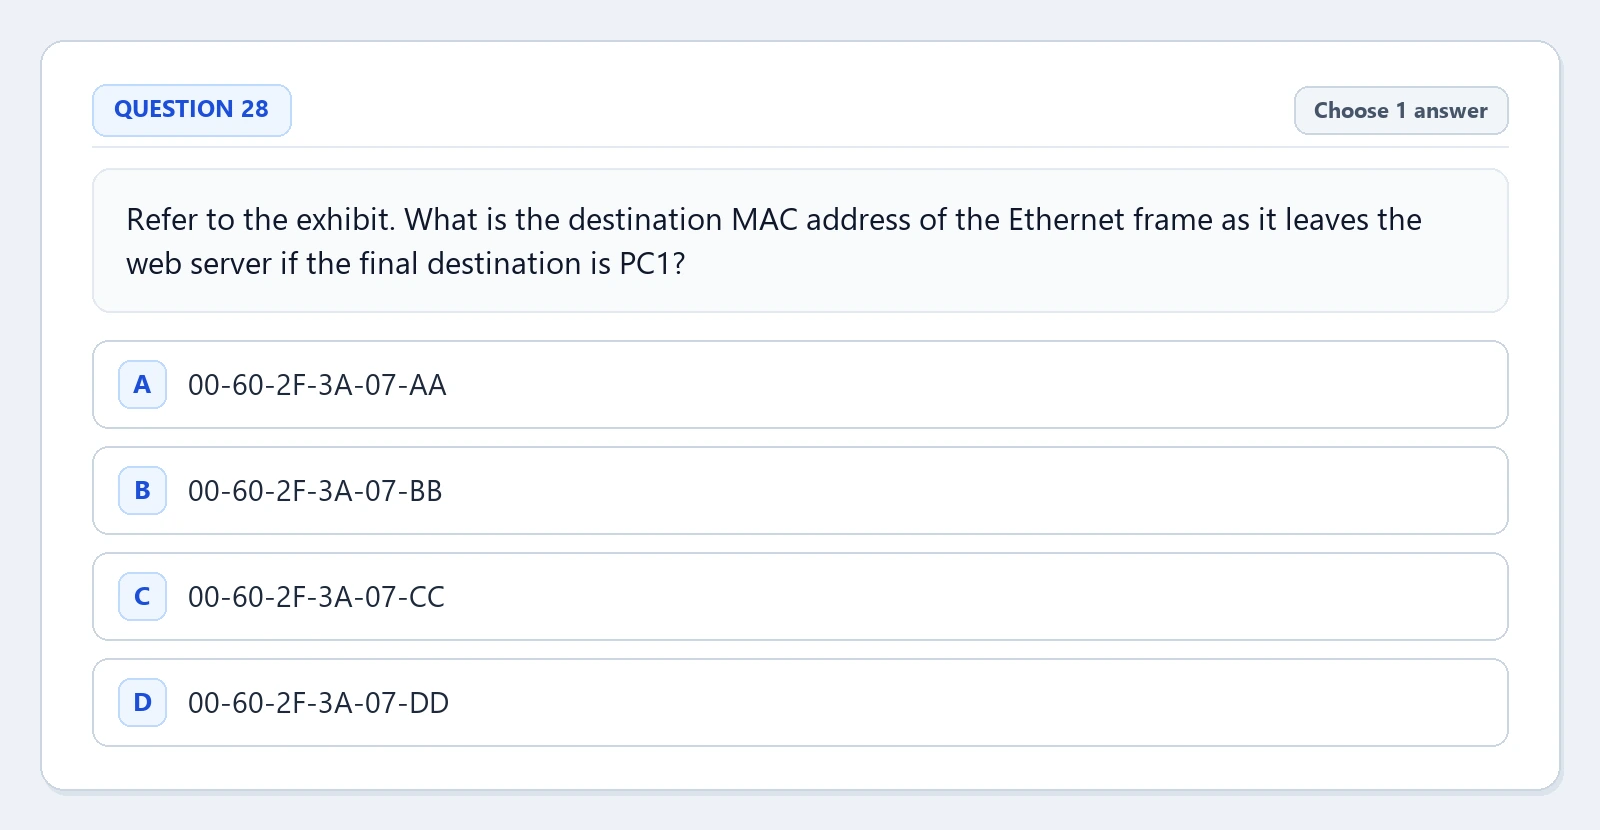 QUESTION 28
Choose 1 answer
Refer to the exhibit. What is the destination MAC address of the Ethernet frame as it leaves the
web server if the final destination is PC1?
A 00-60-2F-3A-07-AA
B 00-60-2F-3A-07-BB
C 00-60-2F-3A-07-CC
D 00-60-2F-3A-07-DD